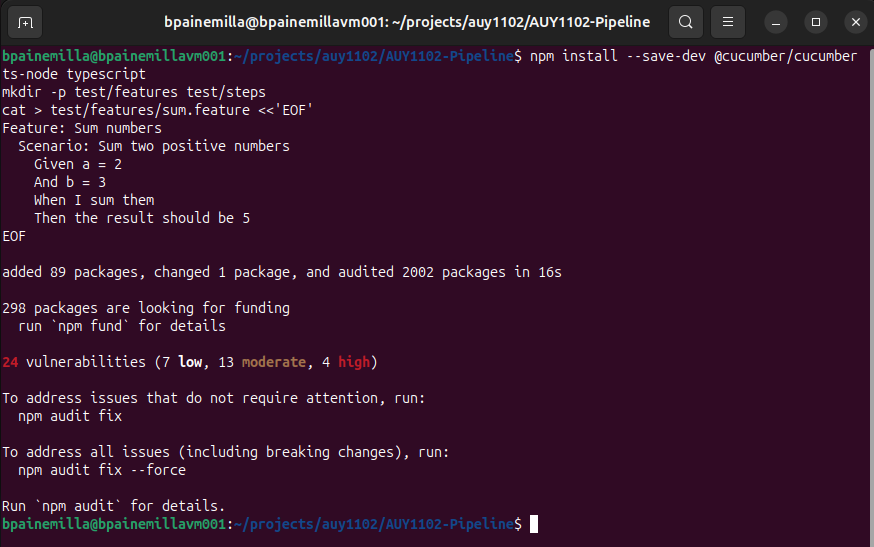 bpainemilla@bpainemillavm001: ~/projects/auy1102/AUY1102-Pipeline
bpainemilla@bpainemillavm001:~/projects/auy1102/AUY1102-Pipeline$ npm install --save-dev @cucumber/cucumber
ts-node typescript
mkdir -p test/features test/steps
cat > test/features/sum.feature <<'EOF'
Feature: Sum numbers
  Scenario: Sum two positive numbers
    Given a = 2
    And b = 3
    When I sum them
    Then the result should be 5
EOF
added 89 packages, changed 1 package, and audited 2002 packages in 16s
298 packages are looking for funding
  run `npm fund` for details
24 vulnerabilities (7 low, 13 moderate, 4 high)
To address issues that do not require attention, run:
  npm audit fix
To address all issues (including breaking changes), run:
  npm audit fix --force
Run `npm audit` for details.
bpainemilla@bpainemillavm001:~/projects/auy1102/AUY1102-Pipeline$